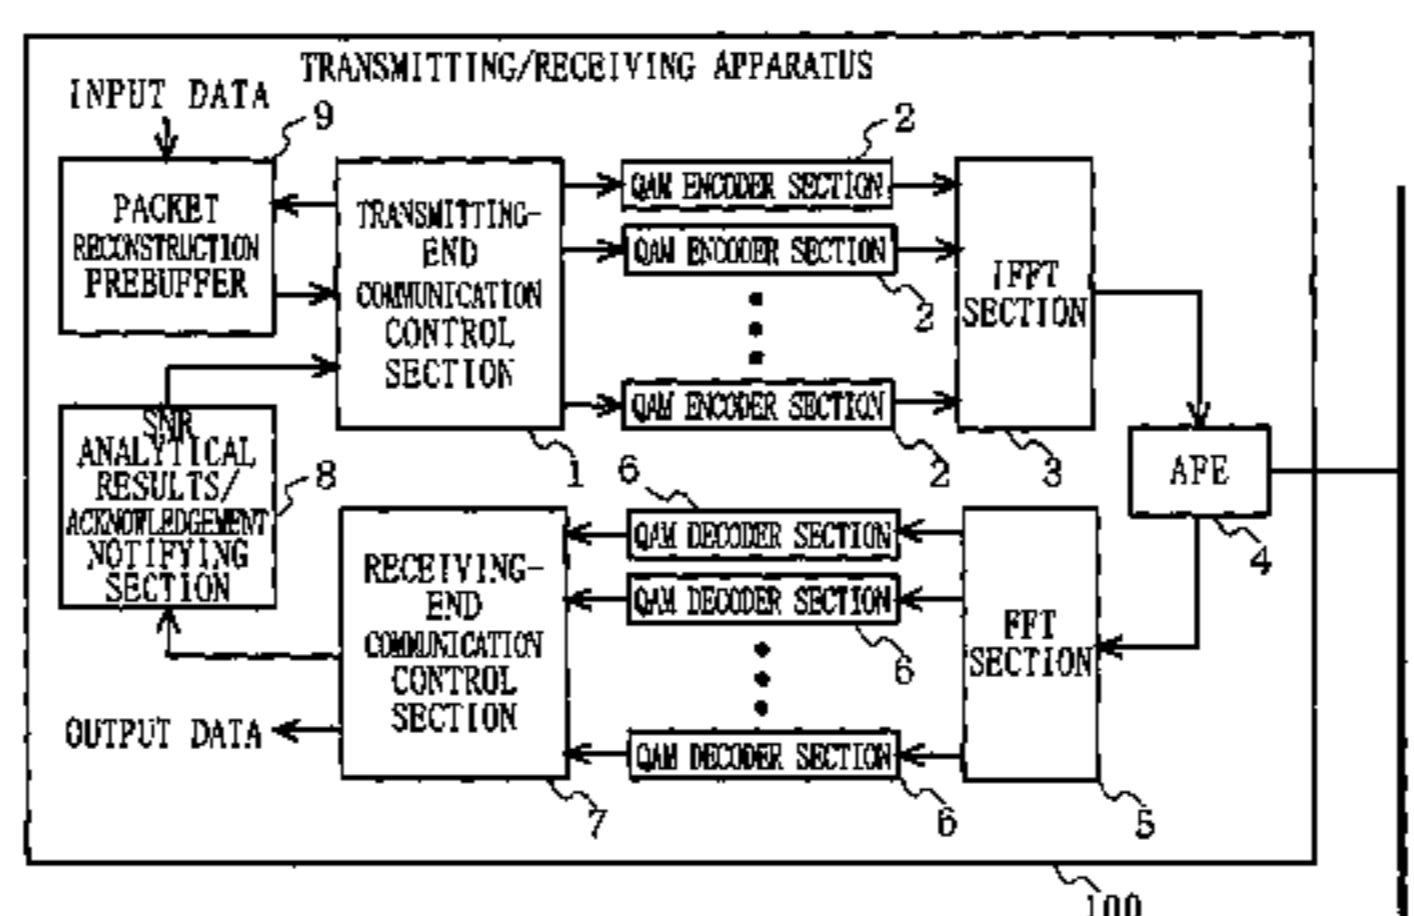 TRANSMITTING/RECEIVING APPARATUS
INPUT DATA
9
2
PACKET
RECONSTRUCTION
PREBUFFER
TRANSMITTING-
END
COMMUNICATION
CONTROL
SECTION
QAM ENCODER SECTION
QAM ENCODER SECTION
2
QAM ENCODER SECTION
2
IFFT
SECTION
1
3
SNR
ANALYTICAL
RESULTS/
ACKNOWLEDGEMENT
NOTIFYING
SECTION
8
6
AFE
4
RECEIVING-
END
COMMUNICATION
CONTROL
SECTION
QAM DECODER SECTION
QAM DECODER SECTION
6
QAM DECODER SECTION
6
FFT
SECTION
OUTPUT DATA
7
5
100